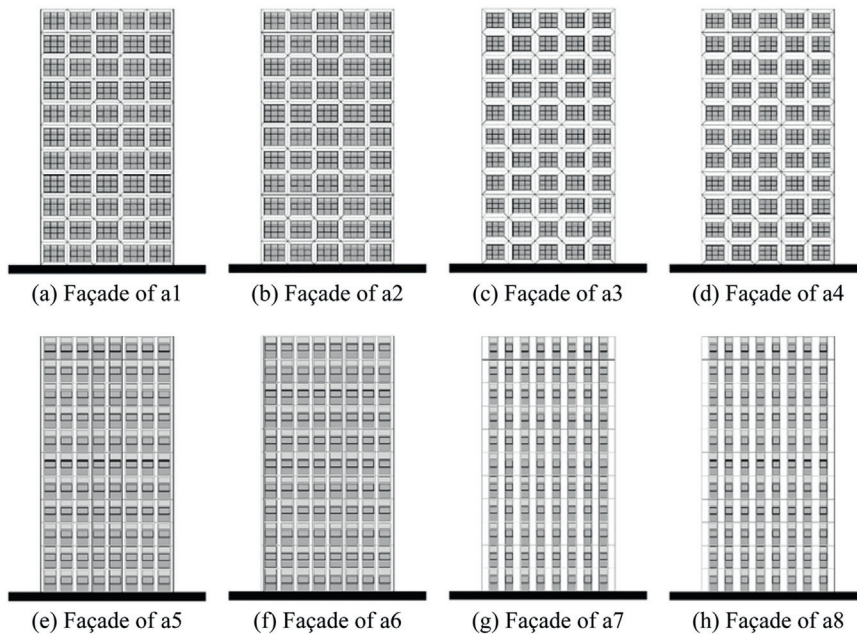 (a) Façade of a1
(b) Façade of a2
(c) Façade of a3
(d) Façade of a4
(e) Façade of a5
(f) Façade of a6
(g) Façade of a7
(h) Façade of a8